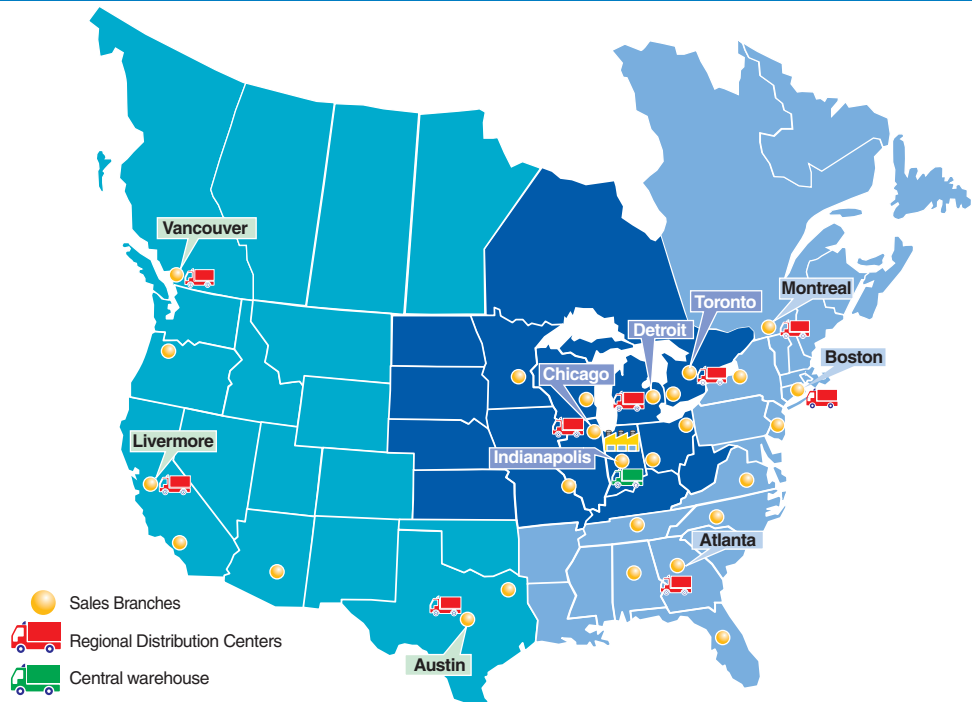 Vancouver
Montreal
Toronto
Detroit
Boston
Chicago
Livermore
Indianapolis
Atlanta
Sales Branches
Regional Distribution Centers
Austin
Central warehouse